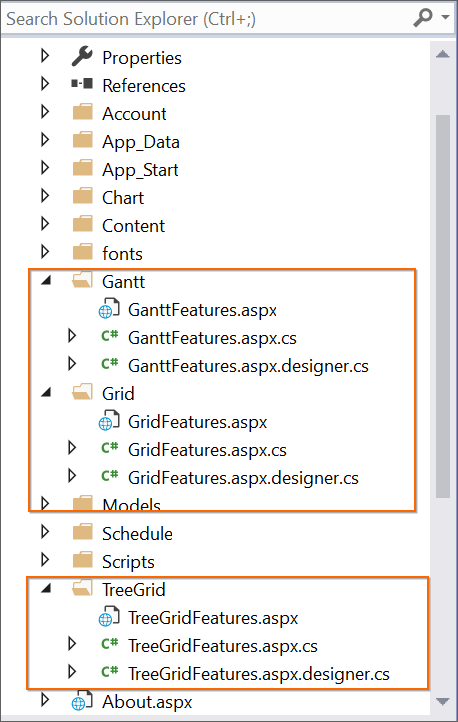 Search Solution Explorer (Ctrl+;)
Properties
References
Account
App_Data
App_Start
Chart
Content
fonts
Gantt
GanttFeatures.aspx
C# GanttFeatures.aspx.cs
C# GanttFeatures.aspx.designer.cs
Grid
GridFeatures.aspx
C# GridFeatures.aspx.cs
C# GridFeatures.aspx.designer.cs
Models
Schedule
Scripts
TreeGrid
TreeGridFeatures.aspx
C# TreeGridFeatures.aspx.cs
C# TreeGridFeatures.aspx.designer.cs
About.aspx